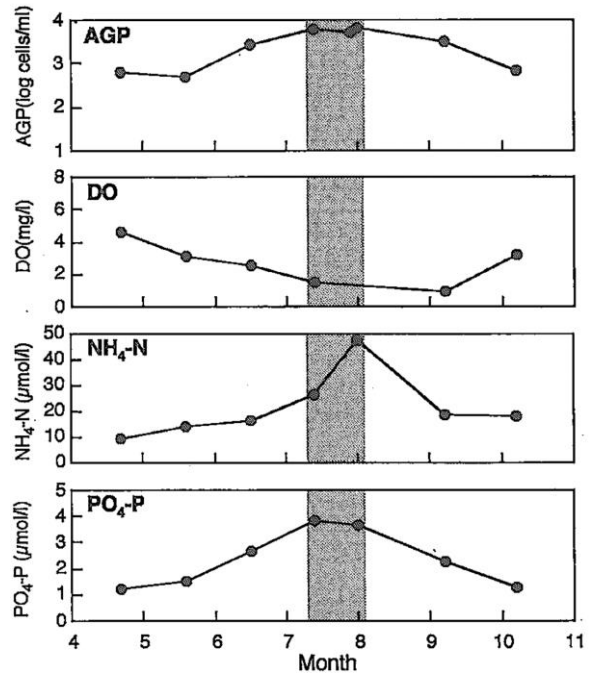 AGP
AGP(log cells/ml)
4
3
2
1
DO
DO(mg/l)
8
6
4
2
0
NH₄-N
NH₄-N (µmol/l)
50
40
30
20
10
0
PO₄-P
PO₄-P (µmol/l)
5
4
3
2
1
0
4 5 6 7 8 9 10 11
Month